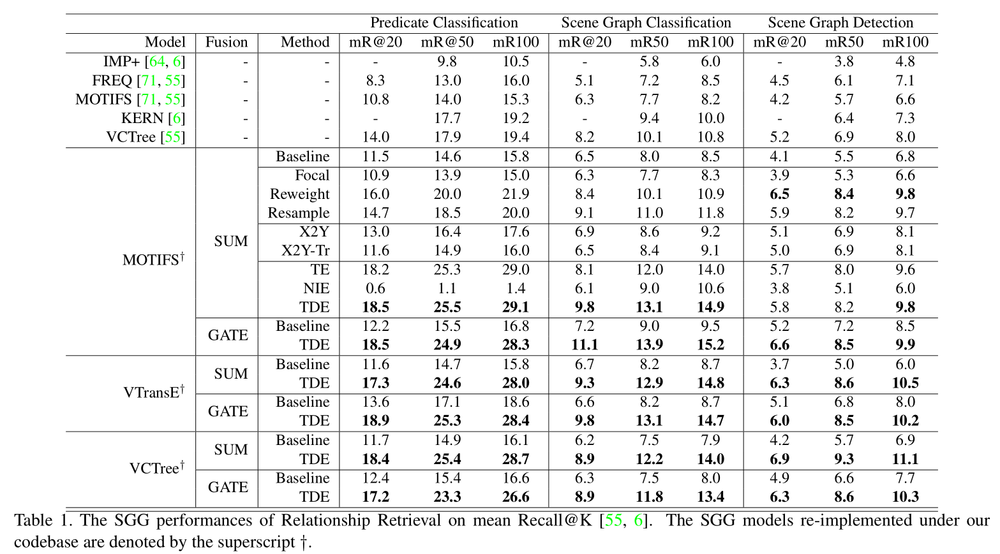 Predicate Classification Scene Graph Classification Scene Graph Detection
Model Fusion Method mR@20 mR@50 mR100 mR@20 mR50 mR100 mR@20 mR50 mR100
IMP+ [64, 6] - - - 9.8 10.5 - 5.8 6.0 - 3.8 4.8
FREQ [71, 55] - - 8.3 13.0 16.0 5.1 7.2 8.5 4.5 6.1 7.1
MOTIFS [71, 55] - - 10.8 14.0 15.3 6.3 7.7 8.2 4.2 5.7 6.6
KERN [6] - - - 17.7 19.2 - 9.4 10.0 - 6.4 7.3
VCTree [55] - - 14.0 17.9 19.4 8.2 10.1 10.8 5.2 6.9 8.0
MOTIFS† SUM Baseline 11.5 14.6 15.8 6.5 8.0 8.5 4.1 5.5 6.8
Focal 10.9 13.9 15.0 6.3 7.7 8.3 3.9 5.3 6.6
Reweight 16.0 20.0 21.9 8.4 10.1 10.9 6.5 8.4 9.8
Resample 14.7 18.5 20.0 9.1 11.0 11.8 5.9 8.2 9.7
X2Y 13.0 16.4 17.6 6.9 8.6 9.2 5.1 6.9 8.1
X2Y-Tr 11.6 14.9 16.0 6.5 8.4 9.1 5.0 6.9 8.1
TE 18.2 25.3 29.0 8.1 12.0 14.0 5.7 8.0 9.6
NIE 0.6 1.1 1.4 6.1 9.0 10.6 3.8 5.1 6.0
TDE 18.5 25.5 29.1 9.8 13.1 14.9 5.8 8.2 9.8
GATE Baseline 12.2 15.5 16.8 7.2 9.0 9.5 5.2 7.2 8.5
TDE 18.5 24.9 28.3 11.1 13.9 15.2 6.6 8.5 9.9
VTransE† SUM Baseline 11.6 14.7 15.8 6.7 8.2 8.7 3.7 5.0 6.0
TDE 17.3 24.6 28.0 9.3 12.9 14.8 6.3 8.6 10.5
GATE Baseline 13.6 17.1 18.6 6.6 8.2 8.7 5.1 6.8 8.0
TDE 18.9 25.3 28.4 9.8 13.1 14.7 6.0 8.5 10.2
VCTree† SUM Baseline 11.7 14.9 16.1 6.2 7.5 7.9 4.2 5.7 6.9
TDE 18.4 25.4 28.7 8.9 12.2 14.0 6.9 9.3 11.1
GATE Baseline 12.4 15.4 16.6 6.3 7.5 8.0 4.9 6.6 7.7
TDE 17.2 23.3 26.6 8.9 11.8 13.4 6.3 8.6 10.3
Table 1. The SGG performances of Relationship Retrieval on mean Recall@K [55, 6]. The SGG models re-implemented under our
codebase are denoted by the superscript †.